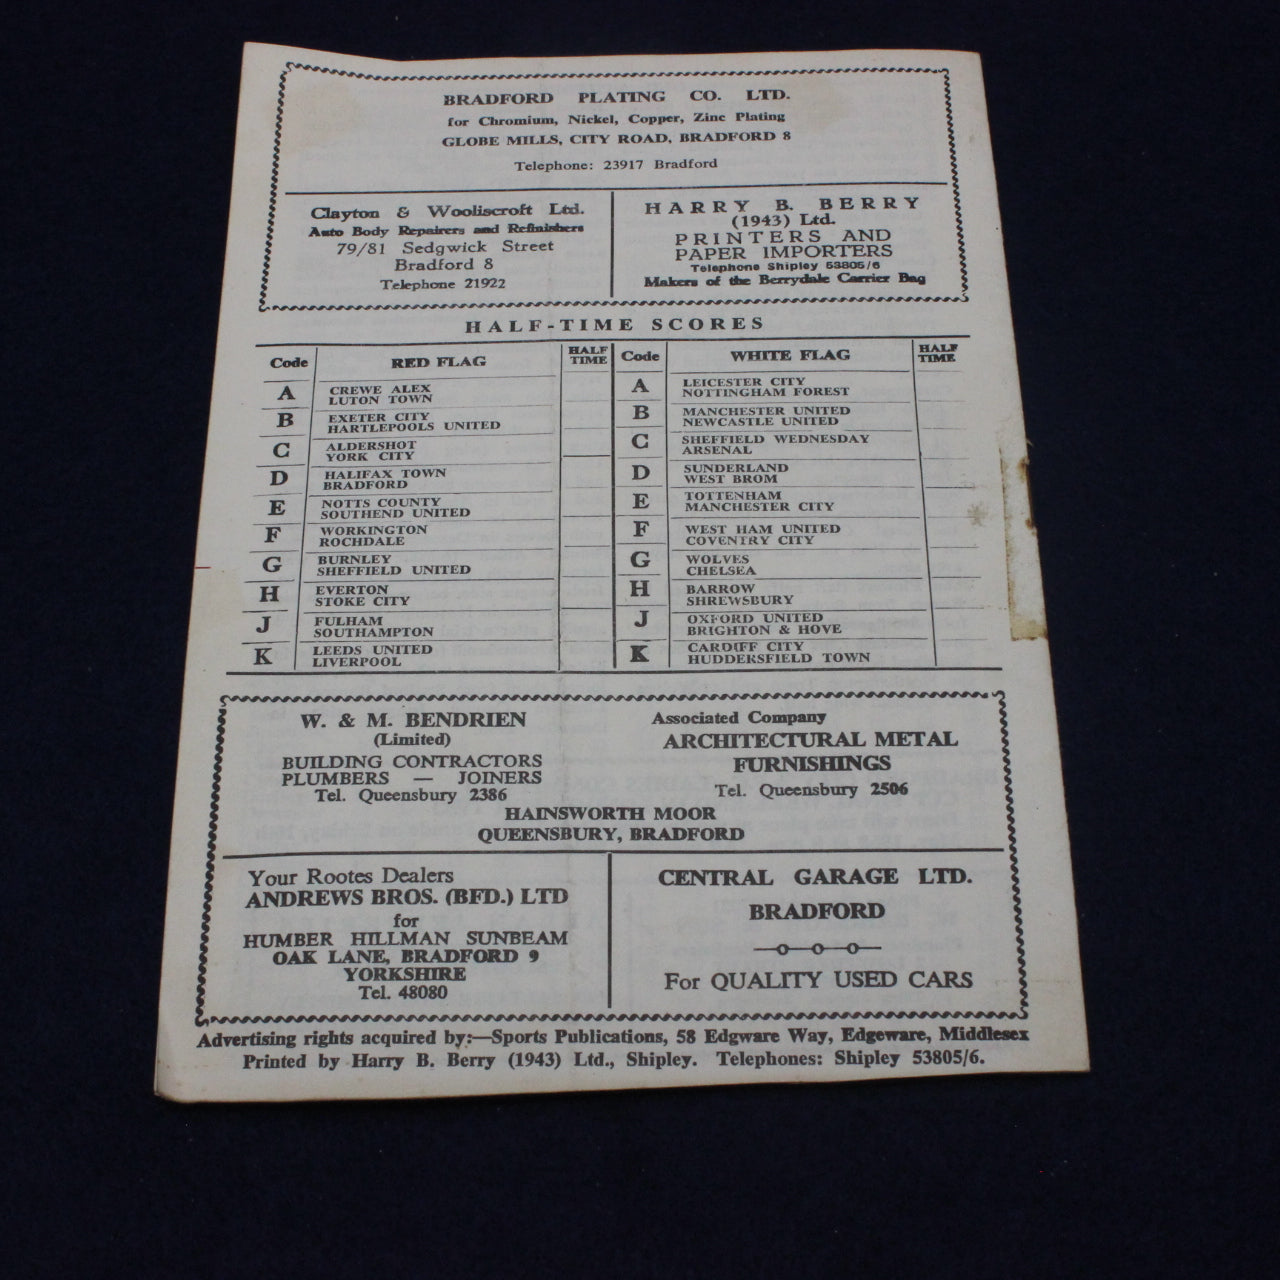 BRADFORD PLATING CO. LTD.
for Chromium, Nickel, Copper, Zinc Plating
GLOBE MILLS, CITY ROAD, BRADFORD 8
Telephone: 23917 Bradford
Clayton & Wooliscroft Ltd.
Auto Body Repairers and Refinishers
79/81 Sedgwick Street
Bradford 8
Telephone 21922
HARRY B. BERRY
(1943) Ltd.
PRINTERS AND
PAPER IMPORTERS
Telephone Shipley 53805/6
Makers of the Berrydale Carrier Bag
HALF-TIME SCORES
Code RED FLAG HALF TIME
A CREWE ALEX
LUTON TOWN
B EXETER CITY
HARTLEPOOLS UNITED
C ALDERSHOT
YORK CITY
D HALIFAX TOWN
BRADFORD
E NOTTS COUNTY
SOUTHEND UNITED
F WORKINGTON
ROCHDALE
G BURNLEY
SHEFFIELD UNITED
H EVERTON
STOKE CITY
J FULHAM
SOUTHAMPTON
K LEEDS UNITED
LIVERPOOL
Code WHITE FLAG HALF TIME
A LEICESTER CITY
NOTTINGHAM FOREST
B MANCHESTER UNITED
NEWCASTLE UNITED
C SHEFFIELD WEDNESDAY
ARSENAL
D SUNDERLAND
WEST BROM
E TOTTENHAM
MANCHESTER CITY
F WEST HAM UNITED
COVENTRY CITY
G WOLVES
CHELSEA
H BARROW
SHREWSBURY
J OXFORD UNITED
BRIGHTON & HOVE
K CARDIFF CITY
HUDDERSFIELD TOWN
W. & M. BENDRIEN
(Limited)
BUILDING CONTRACTORS
PLUMBERS — JOINERS
Tel. Queensbury 2386
Associated Company
ARCHITECTURAL METAL
FURNISHINGS
Tel. Queensbury 2506
HAINSWORTH MOOR
QUEENSBURY, BRADFORD
Your Rootes Dealers
ANDREWS BROS. (BFD.) LTD
for
HUMBER HILLMAN SUNBEAM
OAK LANE, BRADFORD 9
YORKSHIRE
Tel. 48080
CENTRAL GARAGE LTD.
BRADFORD
—o—o—o—
For QUALITY USED CARS
Advertising rights acquired by:—Sports Publications, 58 Edgware Way, Edgeware, Middlesex
Printed by Harry B. Berry (1943) Ltd., Shipley. Telephones: Shipley 53805/6.